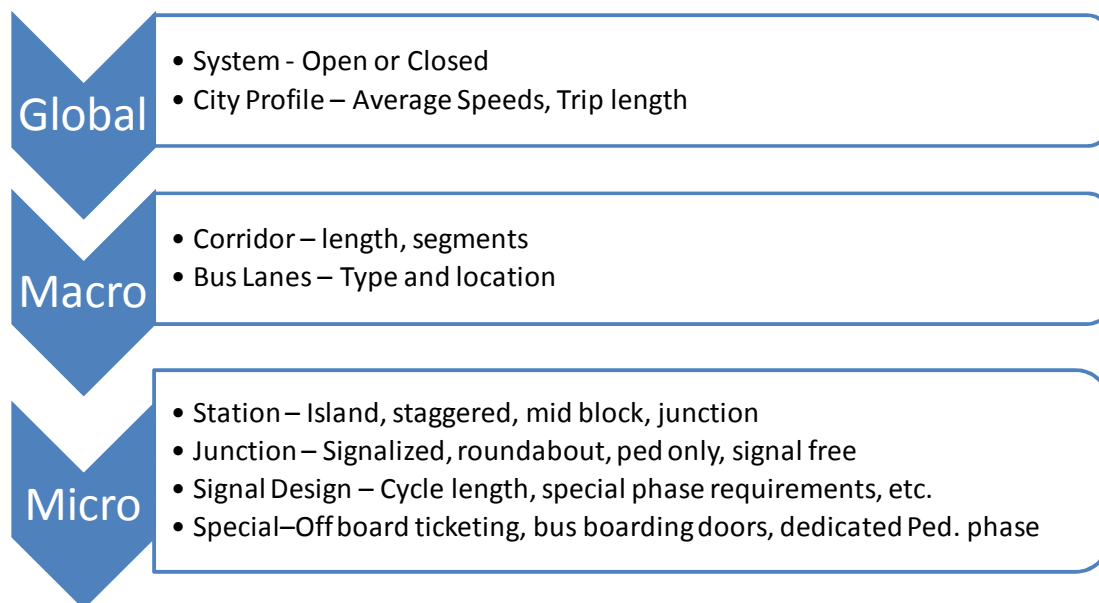 Global
• System - Open or Closed
• City Profile – Average Speeds, Trip length
Macro
• Corridor – length, segments
• Bus Lanes – Type and location
Micro
• Station – Island, staggered, mid block, junction
• Junction – Signalized, roundabout, ped only, signal free
• Signal Design – Cycle length, special phase requirements, etc.
• Special–Off board ticketing, bus boarding doors, dedicated Ped. phase